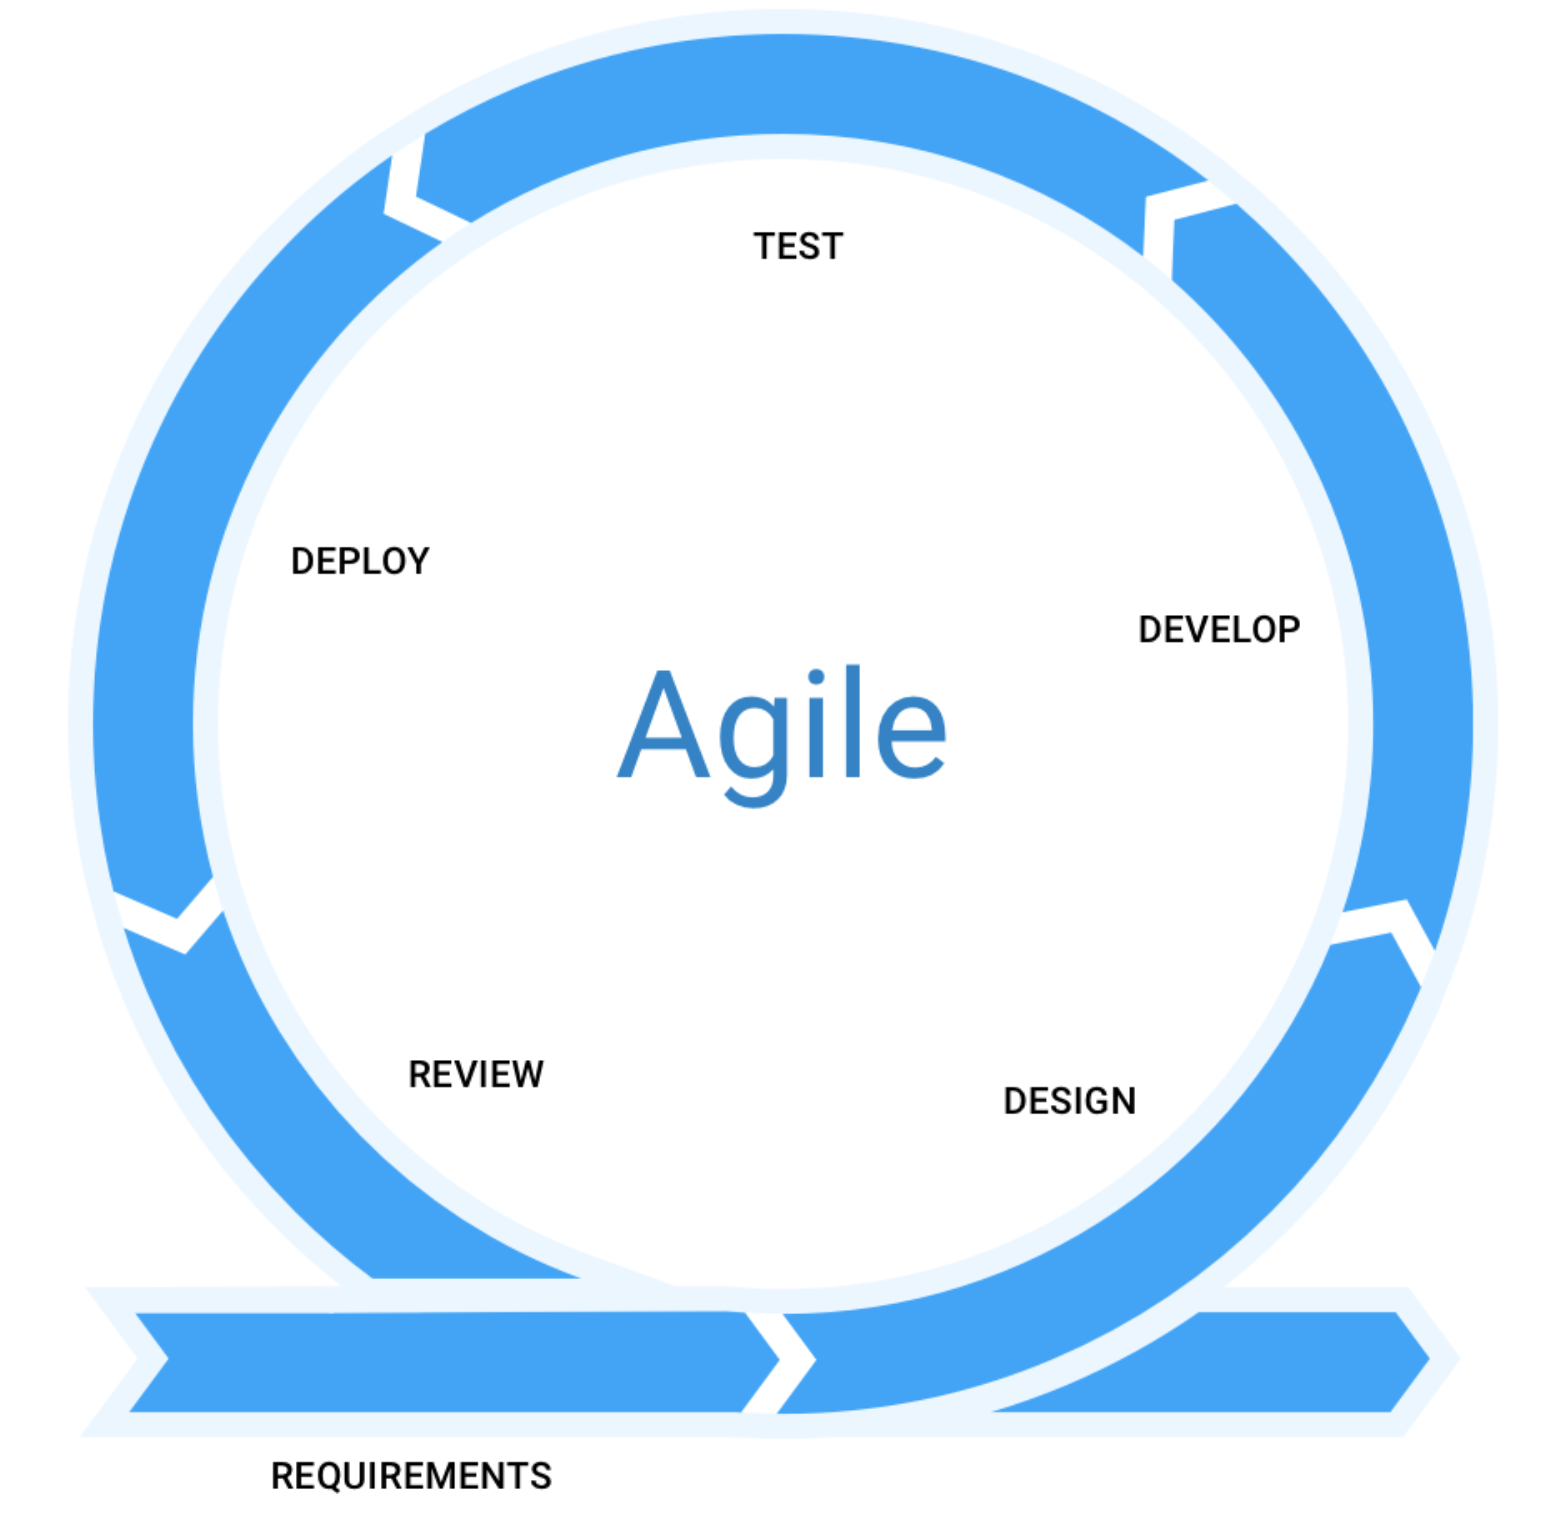 TEST
DEPLOY
DEVELOP
Agile
REVIEW
DESIGN
REQUIREMENTS